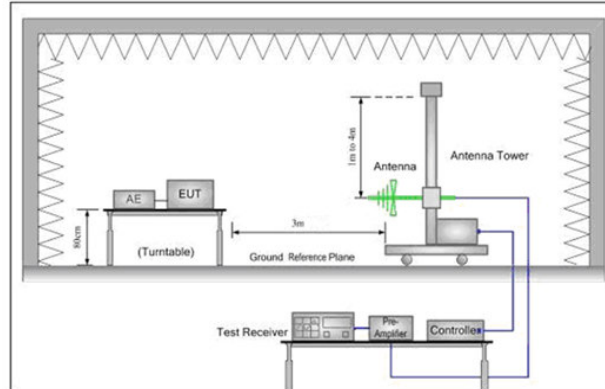 1m to 4m
Antenna
Antenna Tower
AE
EUT
80cm
(Turntable)
3m
Ground Reference Plane
Test Receiver
Pre-
Amplifier
Controller